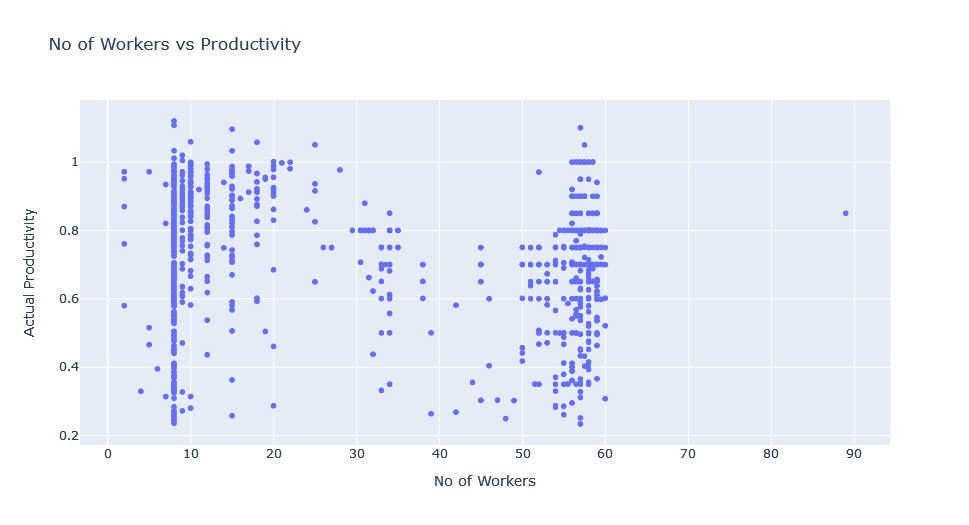 No of Workers vs Productivity
Actual Productivity
1
0.8
0.6
0.4
0.2
0 10 20 30 40 50 60 70 80 90
No of Workers